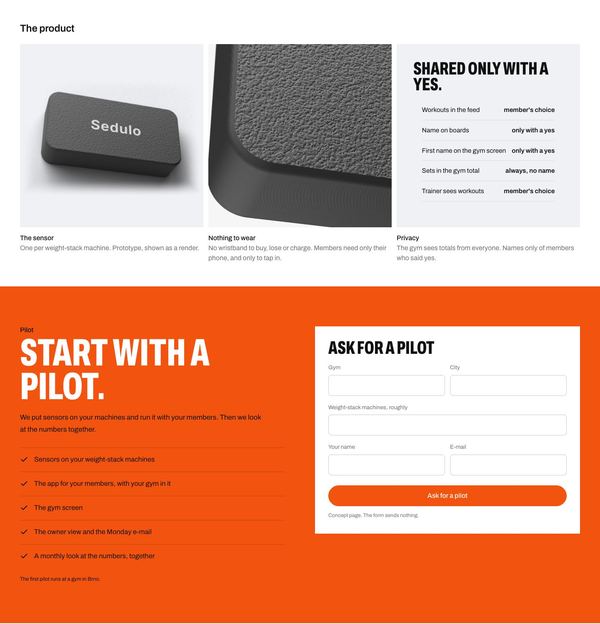 The product
Sedulo
SHARED ONLY WITH A
YES.
Workouts in the feed member's choice
Name on boards only with a yes
First name on the gym screen only with a yes
Sets in the gym total always, no name
Trainer sees workouts member's choice
The sensor
One per weight-stack machine. Prototype, shown as a render.
Nothing to wear
No wristband to buy, lose or charge. Members need only their
phone, and only to tap in.
Privacy
The gym sees totals from everyone. Names only of members
who said yes.
Pilot
START WITH A
PILOT.
We put sensors on your machines and run it with your members. Then we look
at the numbers together.
Sensors on your weight-stack machines
The app for your members, with your gym in it
The gym screen
The owner view and the Monday e-mail
A monthly look at the numbers, together
The first pilot runs at a gym in Brno.
ASK FOR A PILOT
Gym City
Weight-stack machines, roughly
Your name E-mail
Ask for a pilot
Concept page. The form sends nothing.